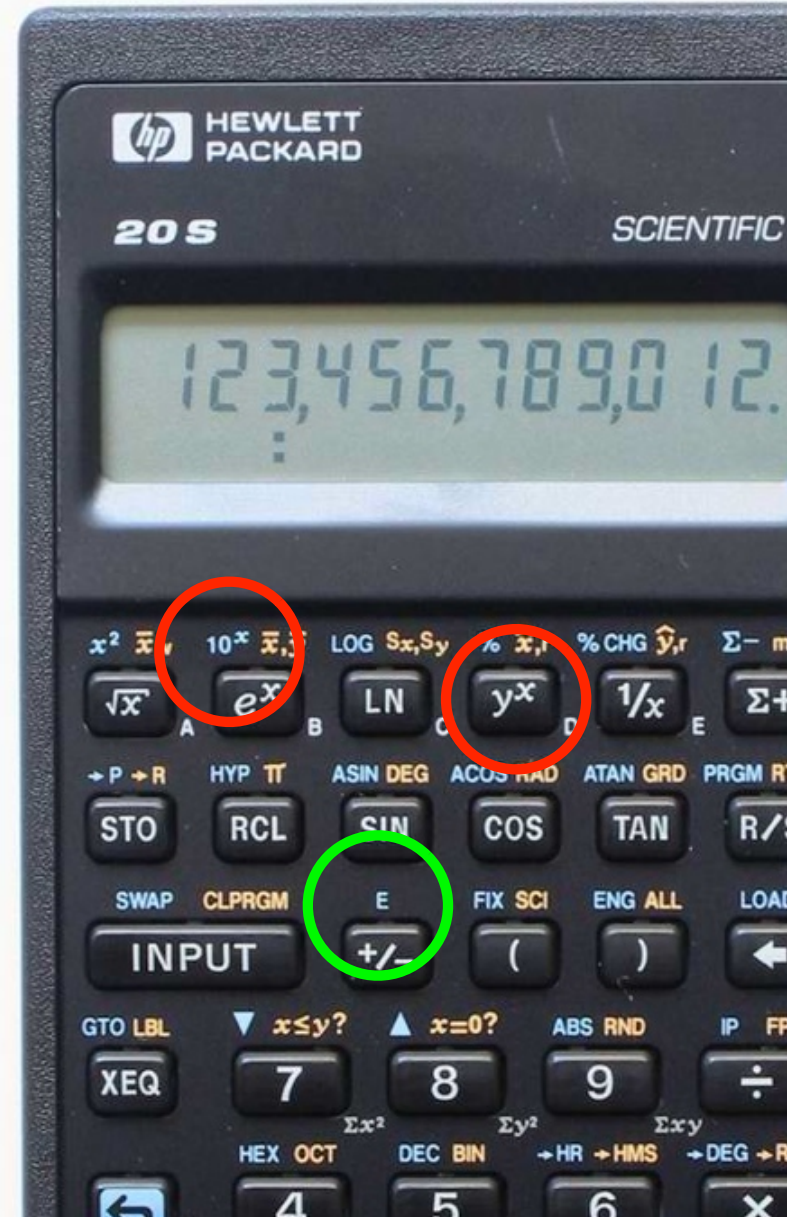 hp HEWLETT
PACKARD
20S SCIENTIFIC
123,456,789,012.
x² x̄ 10ˣ x̄, LOG Sx,Sy % x̂,r % CHG ŷ,r Σ− m
√x eˣ LN yˣ 1/x Σ+
A B C D E
→P →R HYP π ASIN DEG ACOS RAD ATAN GRD PRGM
STO RCL SIN COS TAN R/S
SWAP CLPRGM E FIX SCI ENG ALL LOAD
INPUT +/− ( ) ←
GTO LBL ▼ x≤y? ▲ x=0? ABS RND IP FP
XEQ 7 8 9 ÷
Σx² Σy² Σxy
HEX OCT DEC BIN →HR →HMS →DEG →R
4 5 6 ×